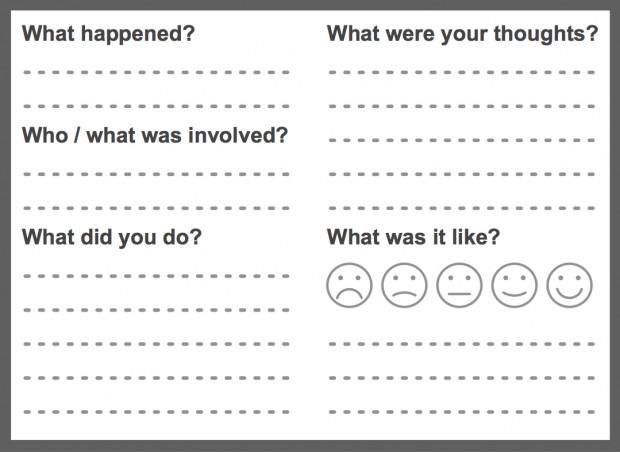 What happened?
Who / what was involved?
What did you do?
What were your thoughts?
What was it like?